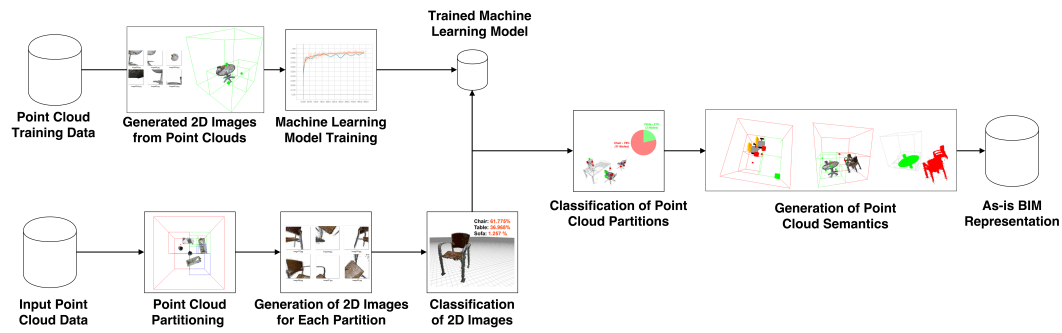 Trained Machine
Learning Model
Point Cloud
Training Data
Generated 2D Images
from Point Clouds
Machine Learning
Model Training
Classification of Point
Cloud Partitions
Generation of Point
Cloud Semantics
As-is BIM
Representation
Chair: 61.775%
Table: 36.968%
Sofa: 1.257 %
Input Point
Cloud Data
Point Cloud
Partitioning
Generation of 2D Images
for Each Partition
Classification
of 2D Images